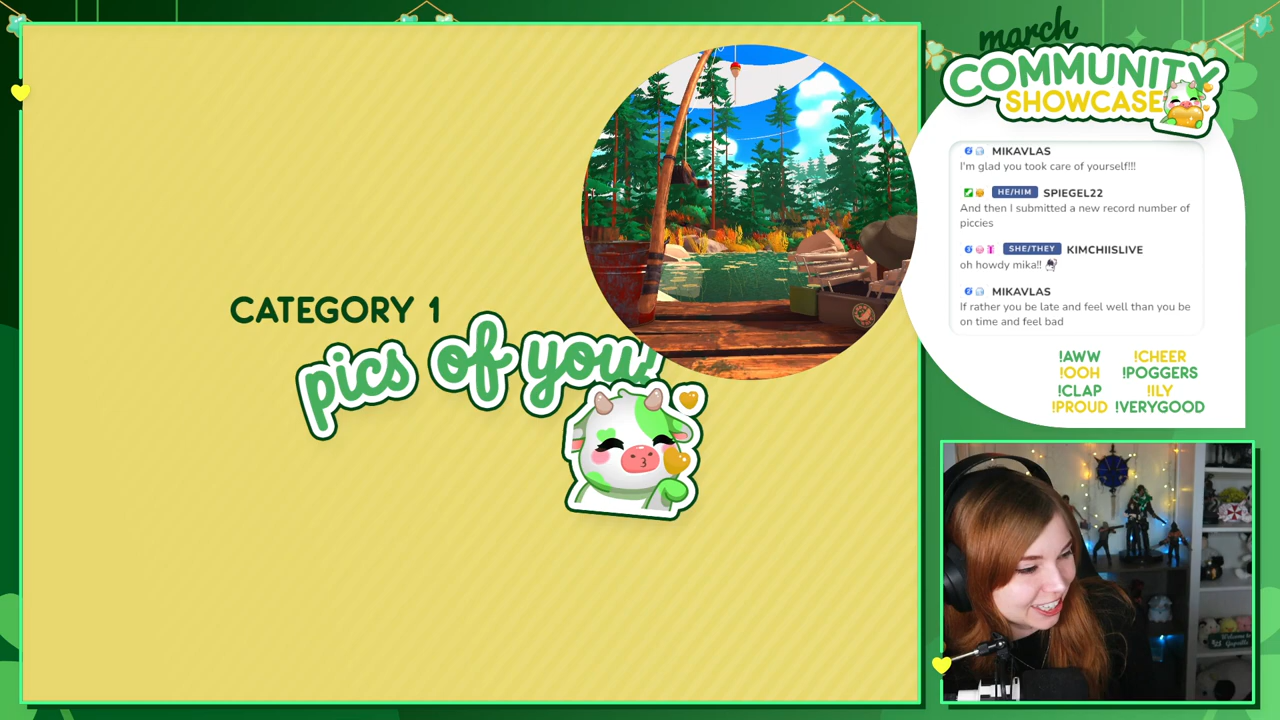 CATEGORY 1
pics of you!
march
COMMUNITY
SHOWCASE
MIKAVLAS
I'm glad you took care of yourself!!!
HE/HIM SPIEGEL22
And then I submitted a new record number of
piccies
SHE/THEY KIMCHIISLIVE
oh howdy mika!!
MIKAVLAS
If rather you be late and feel well than you be
on time and feel bad
!AWW !CHEER
!OOH !POGGERS
!CLAP !ILY
!PROUD !VERYGOOD
Welcome to